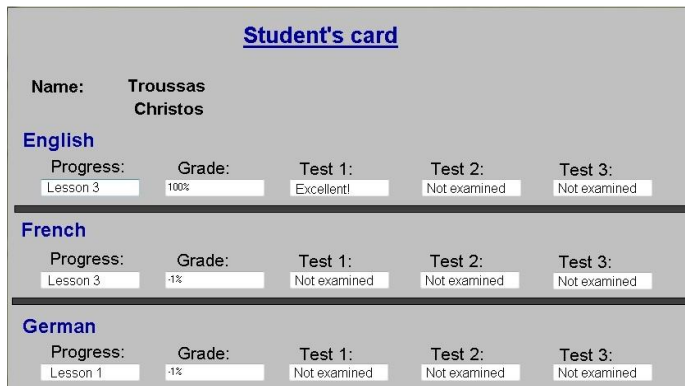 Student's card
Name: Troussas
Christos
English
Progress: Grade: Test 1: Test 2: Test 3:
Lesson 3 100% Excellent! Not examined Not examined
French
Progress: Grade: Test 1: Test 2: Test 3:
Lesson 3 -1% Not examined Not examined Not examined
German
Progress: Grade: Test 1: Test 2: Test 3:
Lesson 1 -1% Not examined Not examined Not examined